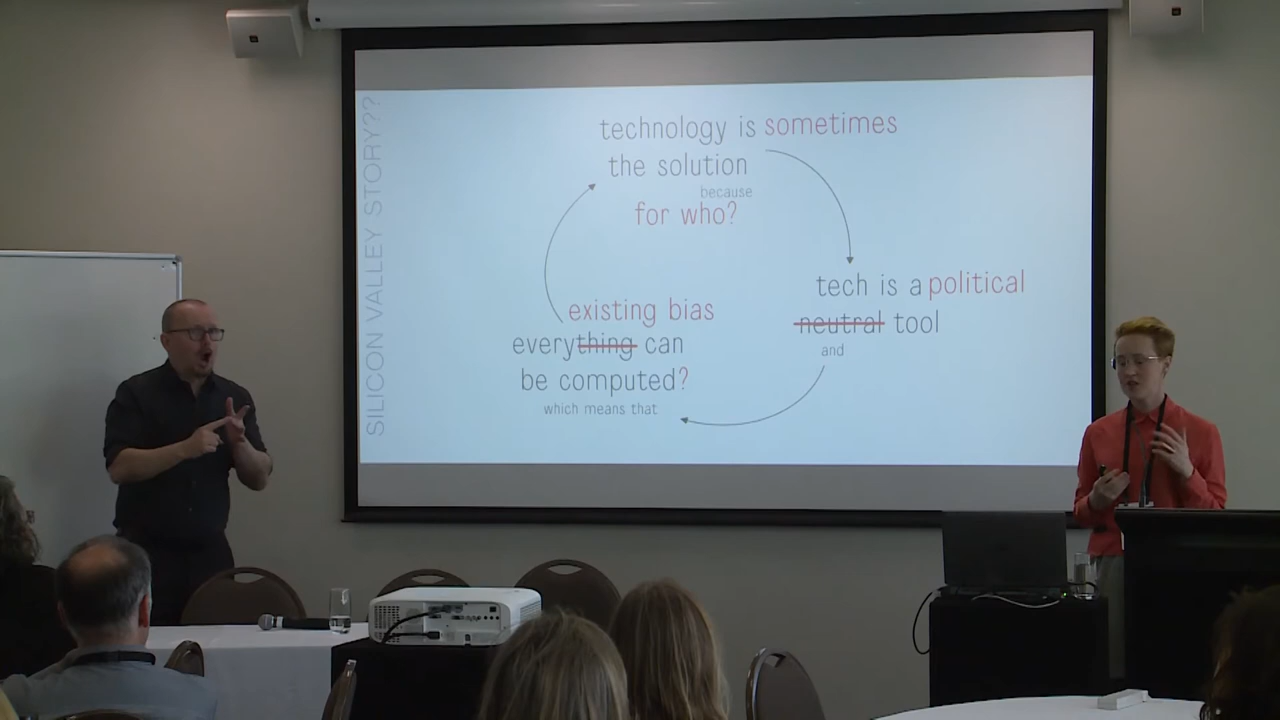 SILICON VALLEY STORY??
technology is sometimes
the solution
because
for who?
tech is a political
neutral tool
and
existing bias
everything can
be computed?
which means that